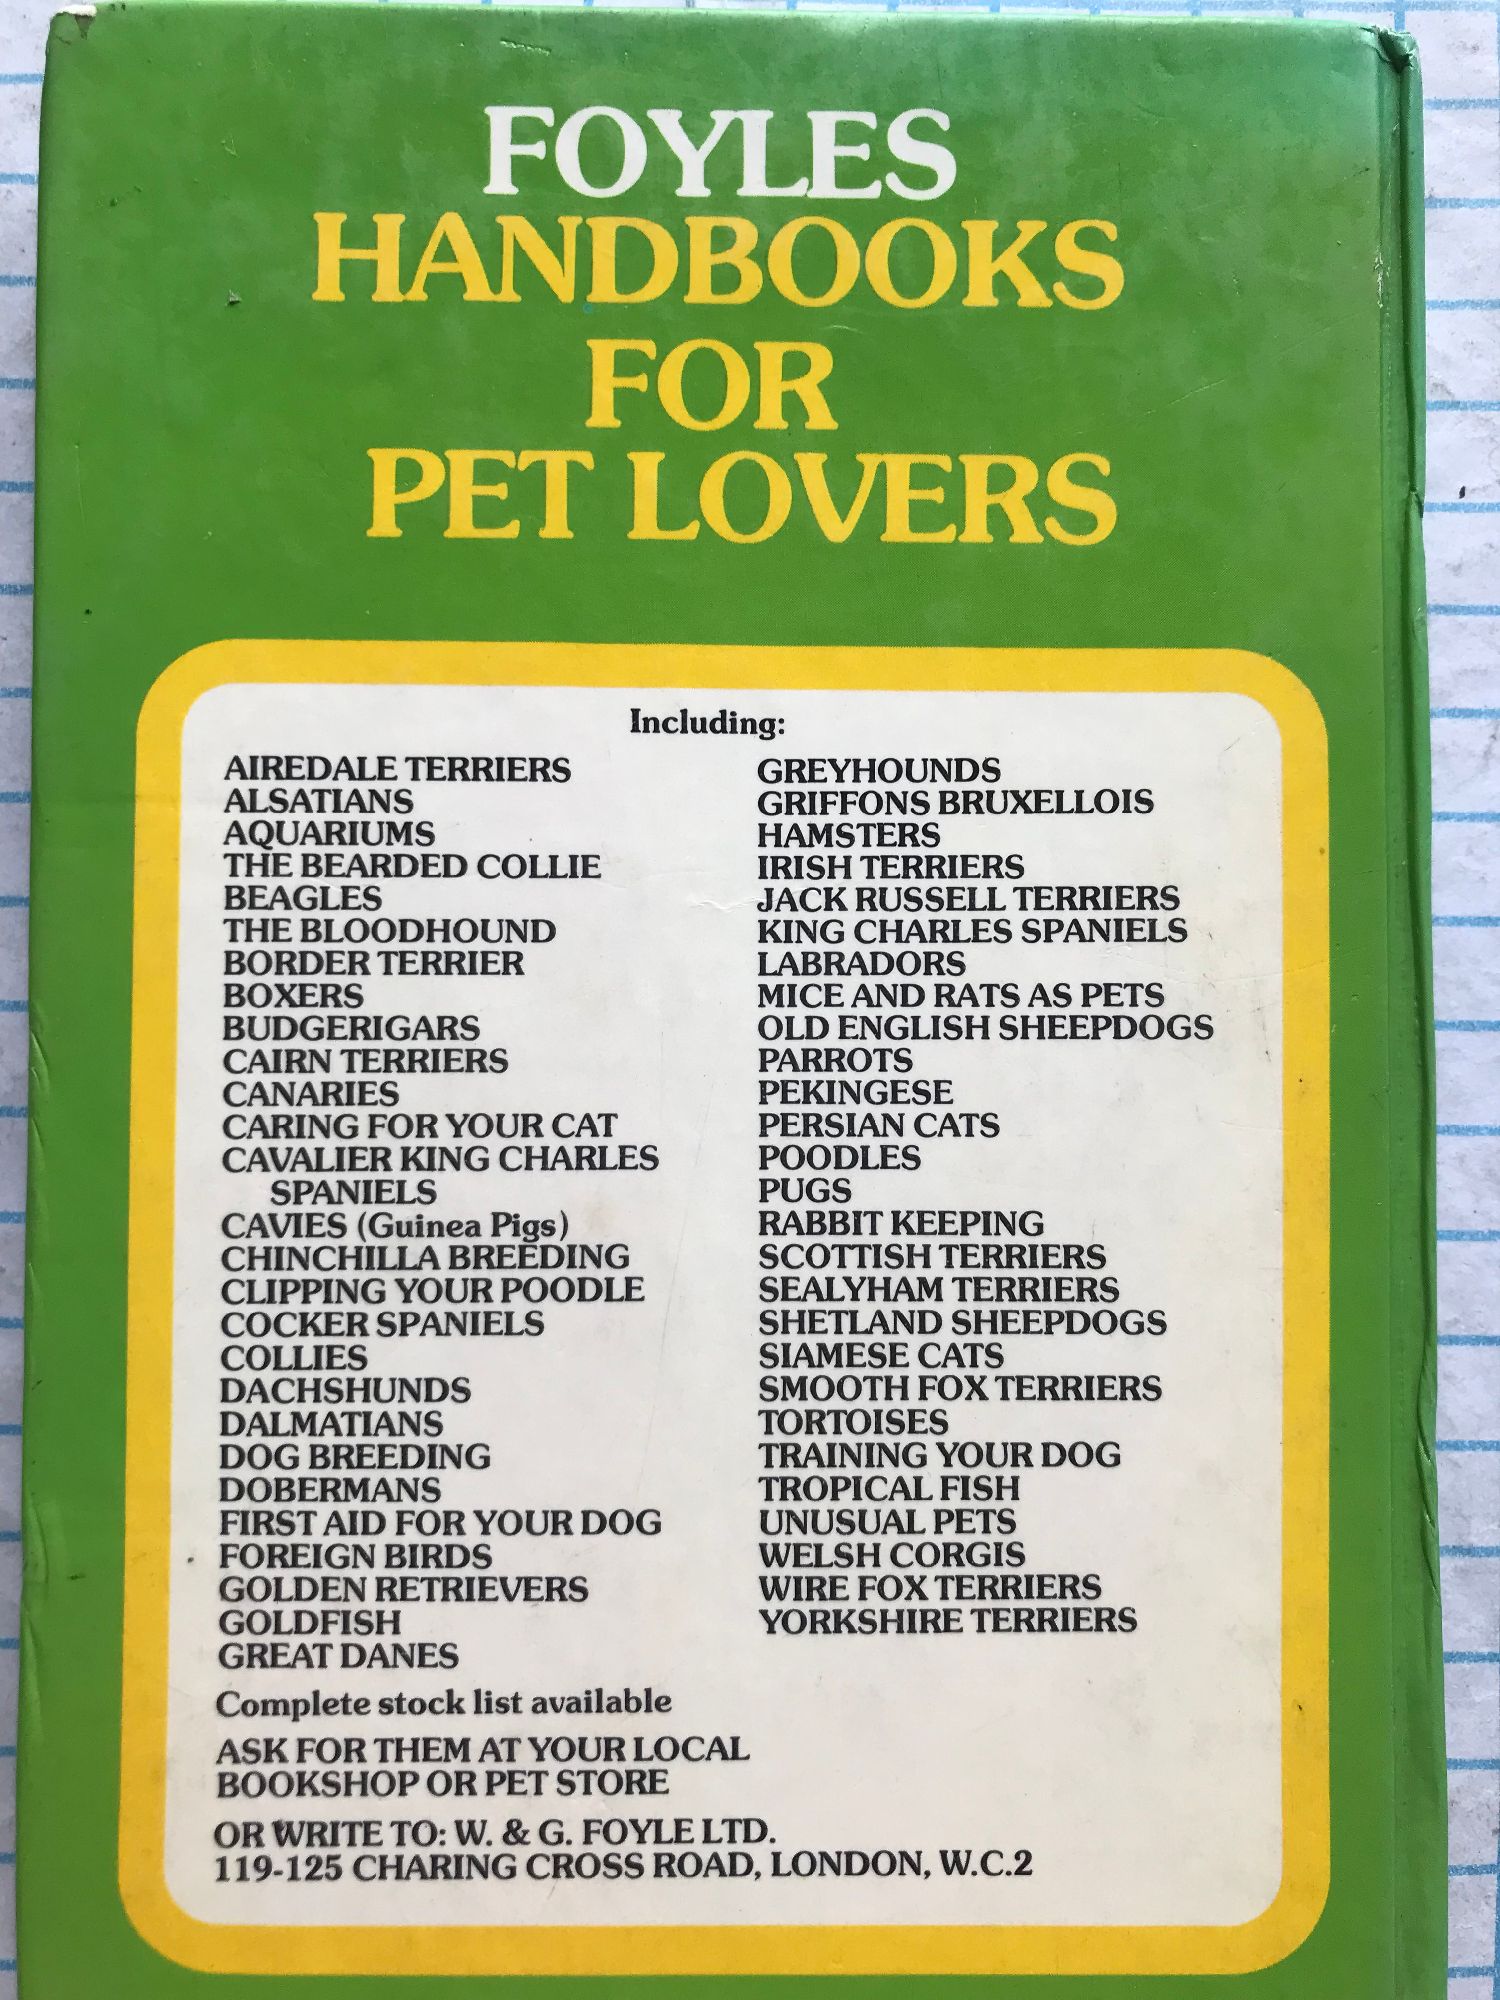 FOYLES
HANDBOOKS
FOR
PET LOVERS
Including:
AIREDALE TERRIERS
ALSATIANS
AQUARIUMS
THE BEARDED COLLIE
BEAGLES
THE BLOODHOUND
BORDER TERRIER
BOXERS
BUDGERIGARS
CAIRN TERRIERS
CANARIES
CARING FOR YOUR CAT
CAVALIER KING CHARLES
SPANIELS
CAVIES (Guinea Pigs)
CHINCHILLA BREEDING
CLIPPING YOUR POODLE
COCKER SPANIELS
COLLIES
DACHSHUNDS
DALMATIANS
DOG BREEDING
DOBERMANS
FIRST AID FOR YOUR DOG
FOREIGN BIRDS
GOLDEN RETRIEVERS
GOLDFISH
GREAT DANES
GREYHOUNDS
GRIFFONS BRUXELLOIS
HAMSTERS
IRISH TERRIERS
JACK RUSSELL TERRIERS
KING CHARLES SPANIELS
LABRADORS
MICE AND RATS AS PETS
OLD ENGLISH SHEEPDOGS
PARROTS
PEKINGESE
PERSIAN CATS
POODLES
PUGS
RABBIT KEEPING
SCOTTISH TERRIERS
SEALYHAM TERRIERS
SHETLAND SHEEPDOGS
SIAMESE CATS
SMOOTH FOX TERRIERS
TORTOISES
TRAINING YOUR DOG
TROPICAL FISH
UNUSUAL PETS
WELSH CORGIS
WIRE FOX TERRIERS
YORKSHIRE TERRIERS
Complete stock list available
ASK FOR THEM AT YOUR LOCAL
BOOKSHOP OR PET STORE
OR WRITE TO: W. & G. FOYLE LTD.
119-125 CHARING CROSS ROAD, LONDON, W.C.2